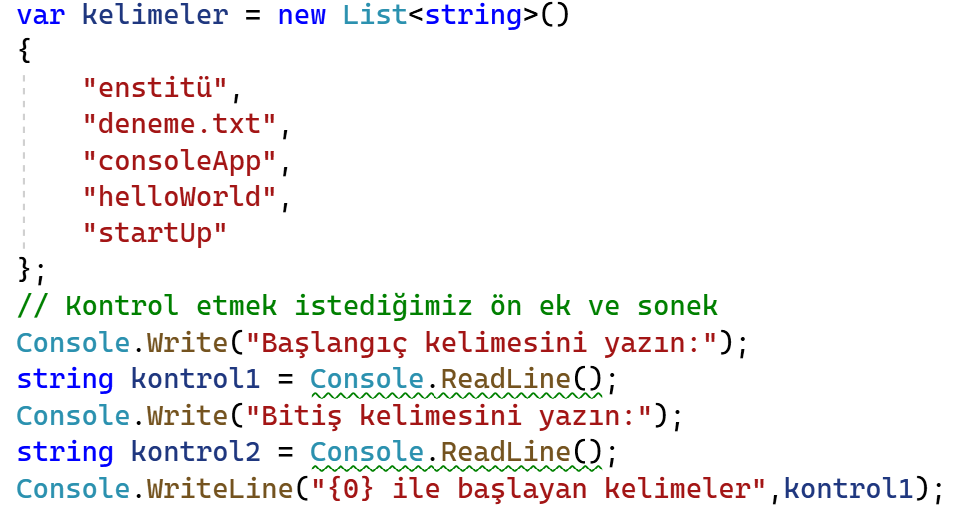 var kelimeler = new List<string>()
{
    "enstitü",
    "deneme.txt",
    "consoleApp",
    "helloWorld",
    "startUp"
};
// Kontrol etmek istediğimiz ön ek ve sonek
Console.Write("Başlangıç kelimesini yazın:");
string kontrol1 = Console.ReadLine();
Console.Write("Bitiş kelimesini yazın:");
string kontrol2 = Console.ReadLine();
Console.WriteLine("{0} ile başlayan kelimeler",kontrol1);